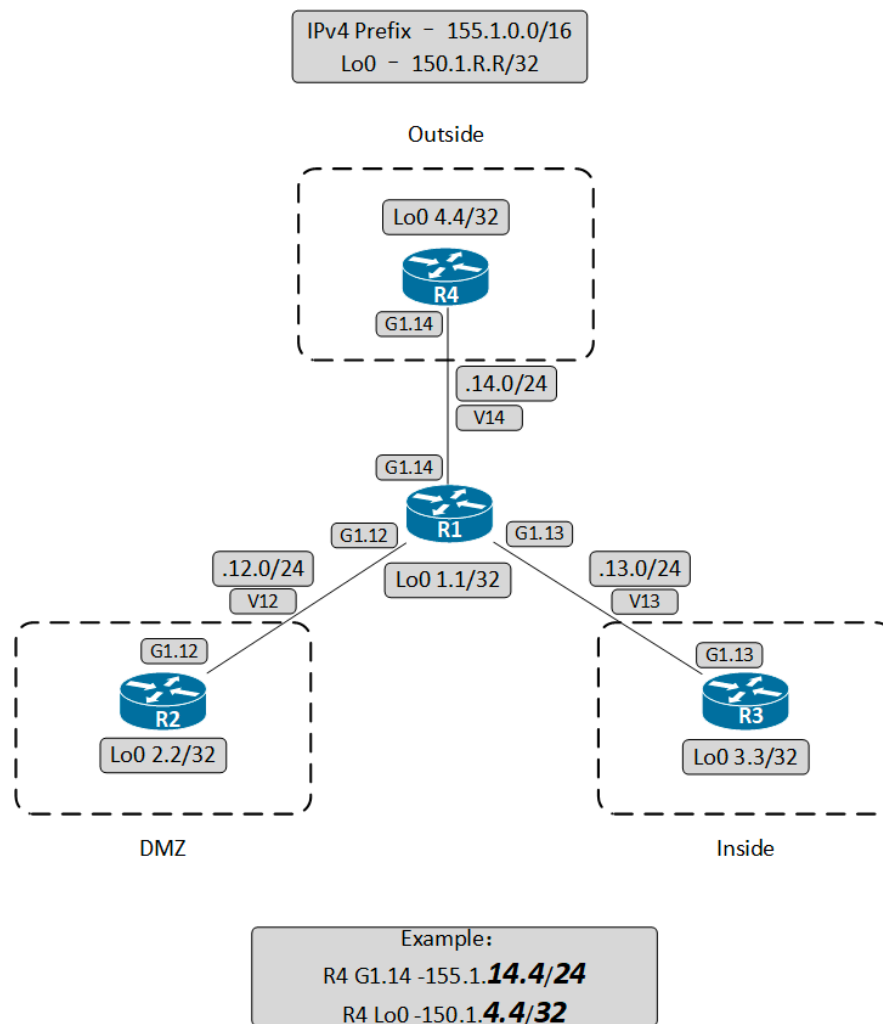 IPv4 Prefix – 155.1.0.0/16
Lo0 – 150.1.R.R/32
Outside
Lo0 4.4/32
R4
G1.14
.14.0/24
V14
G1.14
R1
G1.12
G1.13
Lo0 1.1/32
.12.0/24
V12
.13.0/24
V13
G1.12
R2
Lo0 2.2/32
G1.13
R3
Lo0 3.3/32
DMZ
Inside
Example:
R4 G1.14 -155.1.14.4/24
R4 Lo0 -150.1.4.4/32